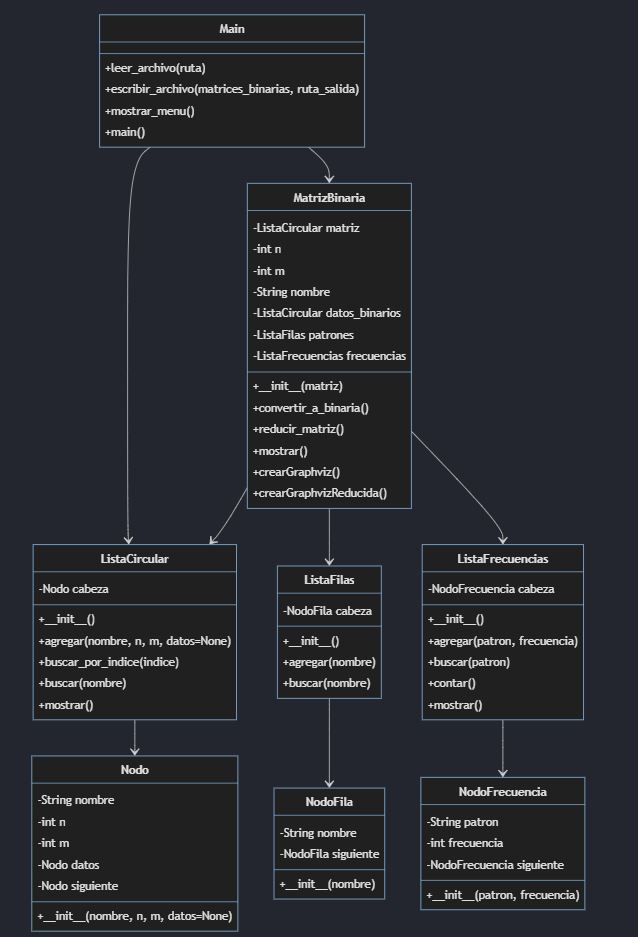 Main
+leer_archivo(ruta)
+escribir_archivo(matrices_binarias, ruta_salida)
+mostrar_menu()
+main()
MatrizBinaria
-ListaCircular matriz
-int n
-int m
-String nombre
-ListaCircular datos_binarios
-ListaFilas patrones
-ListaFrecuencias frecuencias
+__init__(matriz)
+convertir_a_binaria()
+reducir_matriz()
+mostrar()
+crearGraphviz()
+crearGraphvizReducida()
ListaCircular
-Nodo cabeza
+__init__()
+agregar(nombre, n, m, datos=None)
+buscar_por_indice(indice)
+buscar(nombre)
+mostrar()
ListaFilas
-NodoFila cabeza
+__init__()
+agregar(nombre)
+buscar(nombre)
ListaFrecuencias
-NodoFrecuencia cabeza
+__init__()
+agregar(patron, frecuencia)
+buscar(patron)
+contar()
+mostrar()
Nodo
-String nombre
-int n
-int m
-Nodo datos
-Nodo siguiente
+__init__(nombre, n, m, datos=None)
NodoFila
-String nombre
-NodoFila siguiente
+__init__(nombre)
NodoFrecuencia
-String patron
-int frecuencia
-NodoFrecuencia siguiente
+__init__(patron, frecuencia)